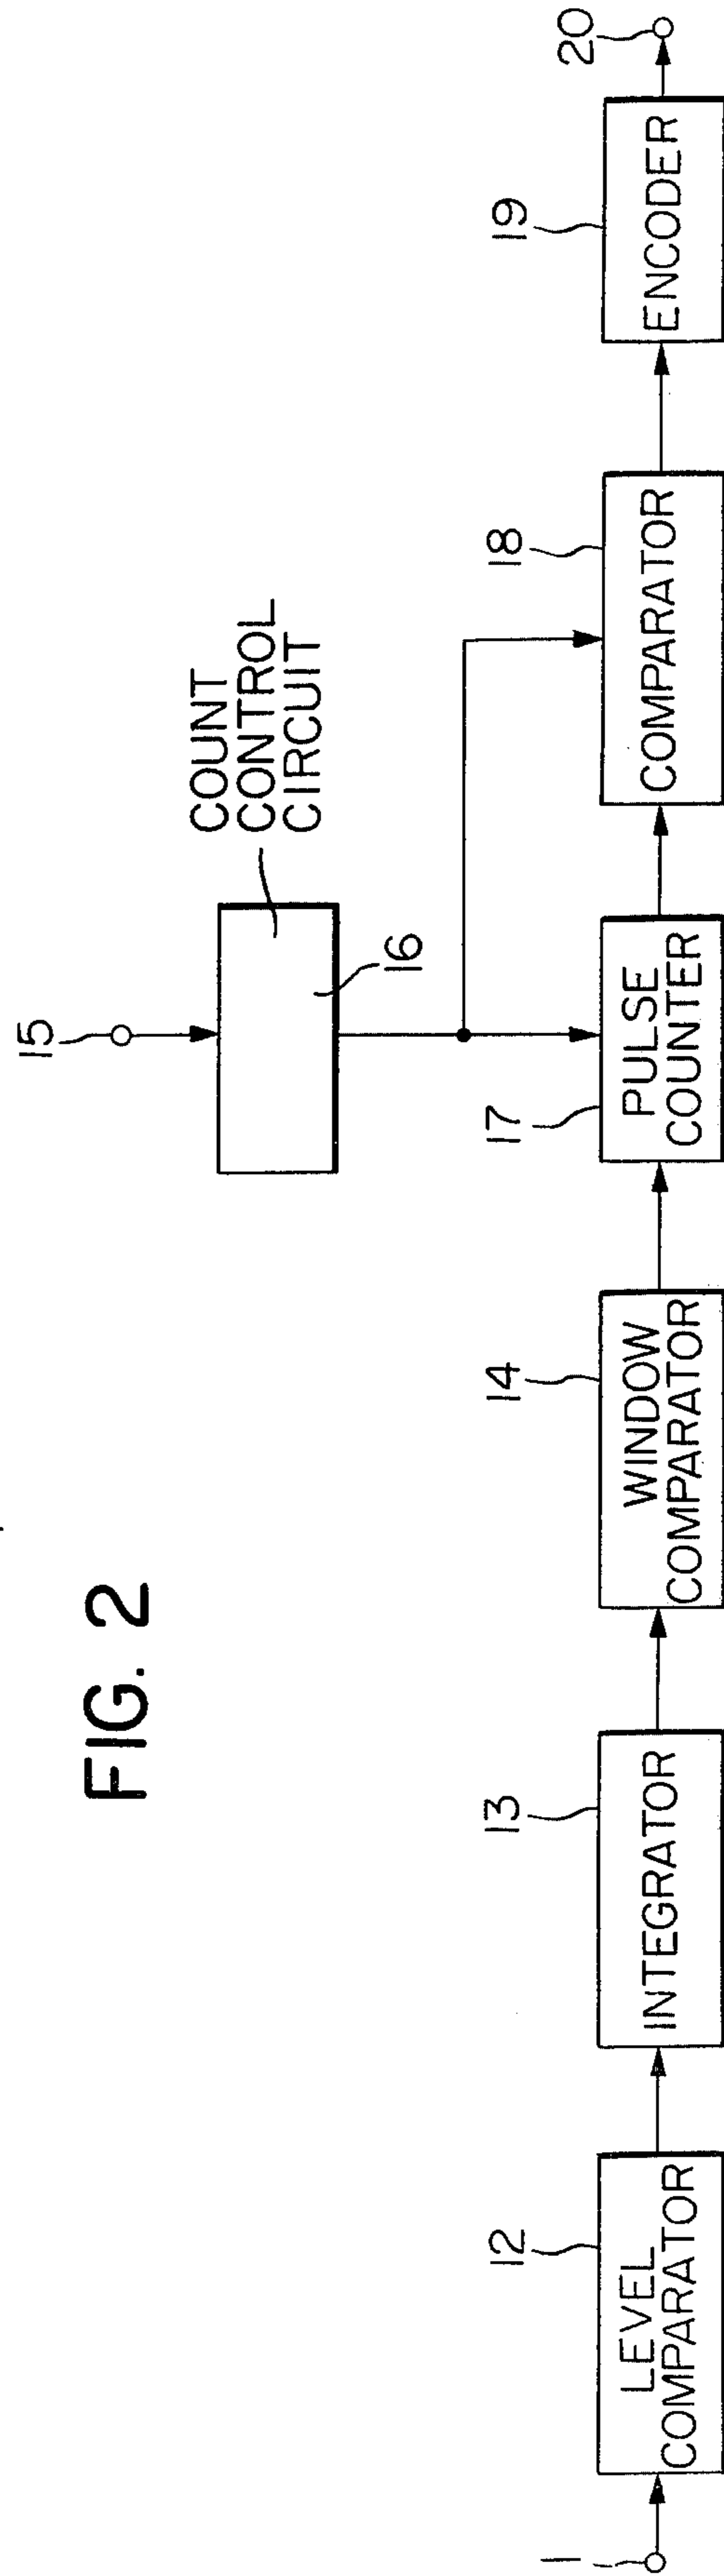 FIG. 2
15
COUNT
CONTROL
CIRCUIT
16
1
12
LEVEL
COMPARATOR
13
INTEGRATOR
14
WINDOW
COMPARATOR
17
PULSE
COUNTER
18
COMPARATOR
19
ENCODER
20